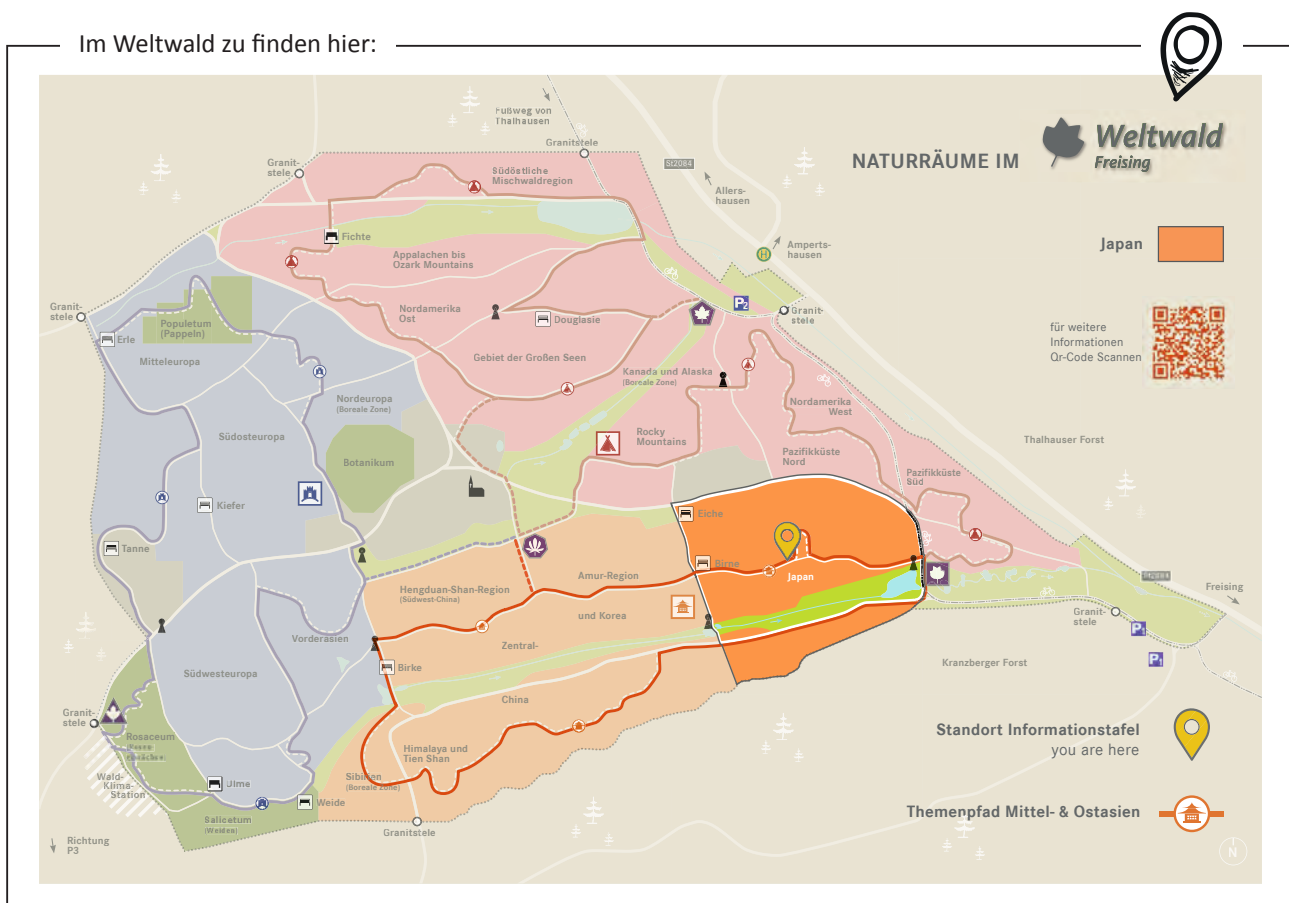 Im Weltwald zu finden hier:
Fußweg von
Thalhausen
Granitstele
Granit-
stele
Südöstliche
Mischwaldregion
St2084
NATURRÄUME IM
Weltwald
Freising
Allers-
hausen
Japan
Fichte
H
Amperts-
hausen
Appalachen bis
Ozark Mountains
Granit-
stele
Nordamerika
Ost
P2
Granit-
stele
Populetum
(Pappeln)
Douglasie
für weitere
Informationen
Qr-Code Scannen
Erle
Mitteleuropa
Gebiet der Großen Seen
Kanada und Alaska
(Boreale Zone)
Nordeuropa
(Boreale Zone)
Nordamerika
West
Südosteuropa
Rocky
Mountains
Thalhauser Forst
Botanikum
Pazifikküste
Nord
Pazifikküste
Süd
Kiefer
Eiche
Tanne
Birne
Amur-Region
Japan
Hengduan-Shan-Region
(Südwest-China)
Freising
und Korea
Granit-
stele
P1
Vorderasien
Zentral-
P1
Birke
Kranzberger Forst
Südwesteuropa
China
Granit-
stele
Standort Informationstafel
you are here
Rosaceum
Himalaya und
Tien Shan
Wald-
Klima-
Station
Ulme
Sibirien
(Boreale Zone)
Weide
Themenpfad Mittel- & Ostasien
Salicetum
(Weiden)
Granitstele
Richtung
P3
N